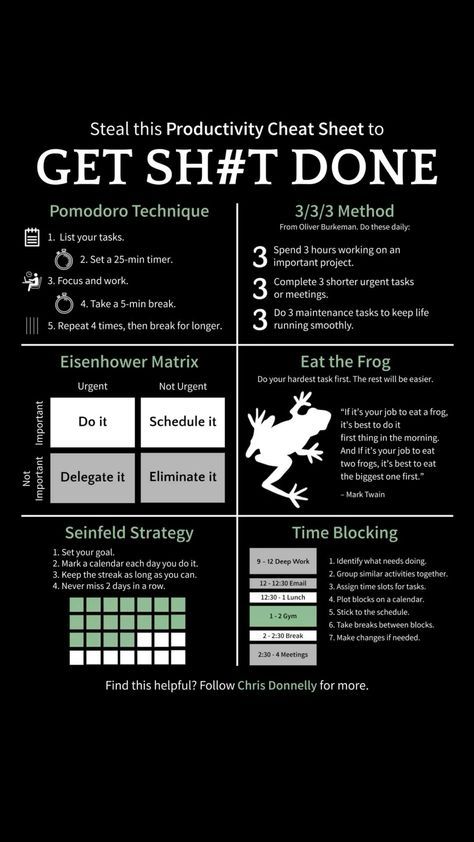 Steal this Productivity Cheat Sheet to
GET SH#T DONE
Pomodoro Technique
1. List your tasks.
2. Set a 25-min timer.
3. Focus and work.
4. Take a 5-min break.
5. Repeat 4 times, then break for longer.
3/3/3 Method
From Oliver Burkeman. Do these daily:
3 Spend 3 hours working on an
important project.
3 Complete 3 shorter urgent tasks
or meetings.
3 Do 3 maintenance tasks to keep life
running smoothly.
Eisenhower Matrix
Urgent Not Urgent
Important
Do it Schedule it
Not
Important
Delegate it Eliminate it
Eat the Frog
Do your hardest task first. The rest will be easier.
“If it's your job to eat a frog,
it's best to do it
first thing in the morning.
And If it's your job to eat
two frogs, it's best to eat
the biggest one first.”
– Mark Twain
Seinfeld Strategy
1. Set your goal.
2. Mark a calendar each day you do it.
3. Keep the streak as long as you can.
4. Never miss 2 days in a row.
Time Blocking
9 - 12 Deep Work
12 - 12:30 Email
12:30 - 1 Lunch
1 - 2 Gym
2 - 2:30 Break
2:30 - 4 Meetings
1. Identify what needs doing.
2. Group similar activities together.
3. Assign time slots for tasks.
4. Plot blocks on a calendar.
5. Stick to the schedule.
6. Take breaks between blocks.
7. Make changes if needed.
Find this helpful? Follow Chris Donnelly for more.